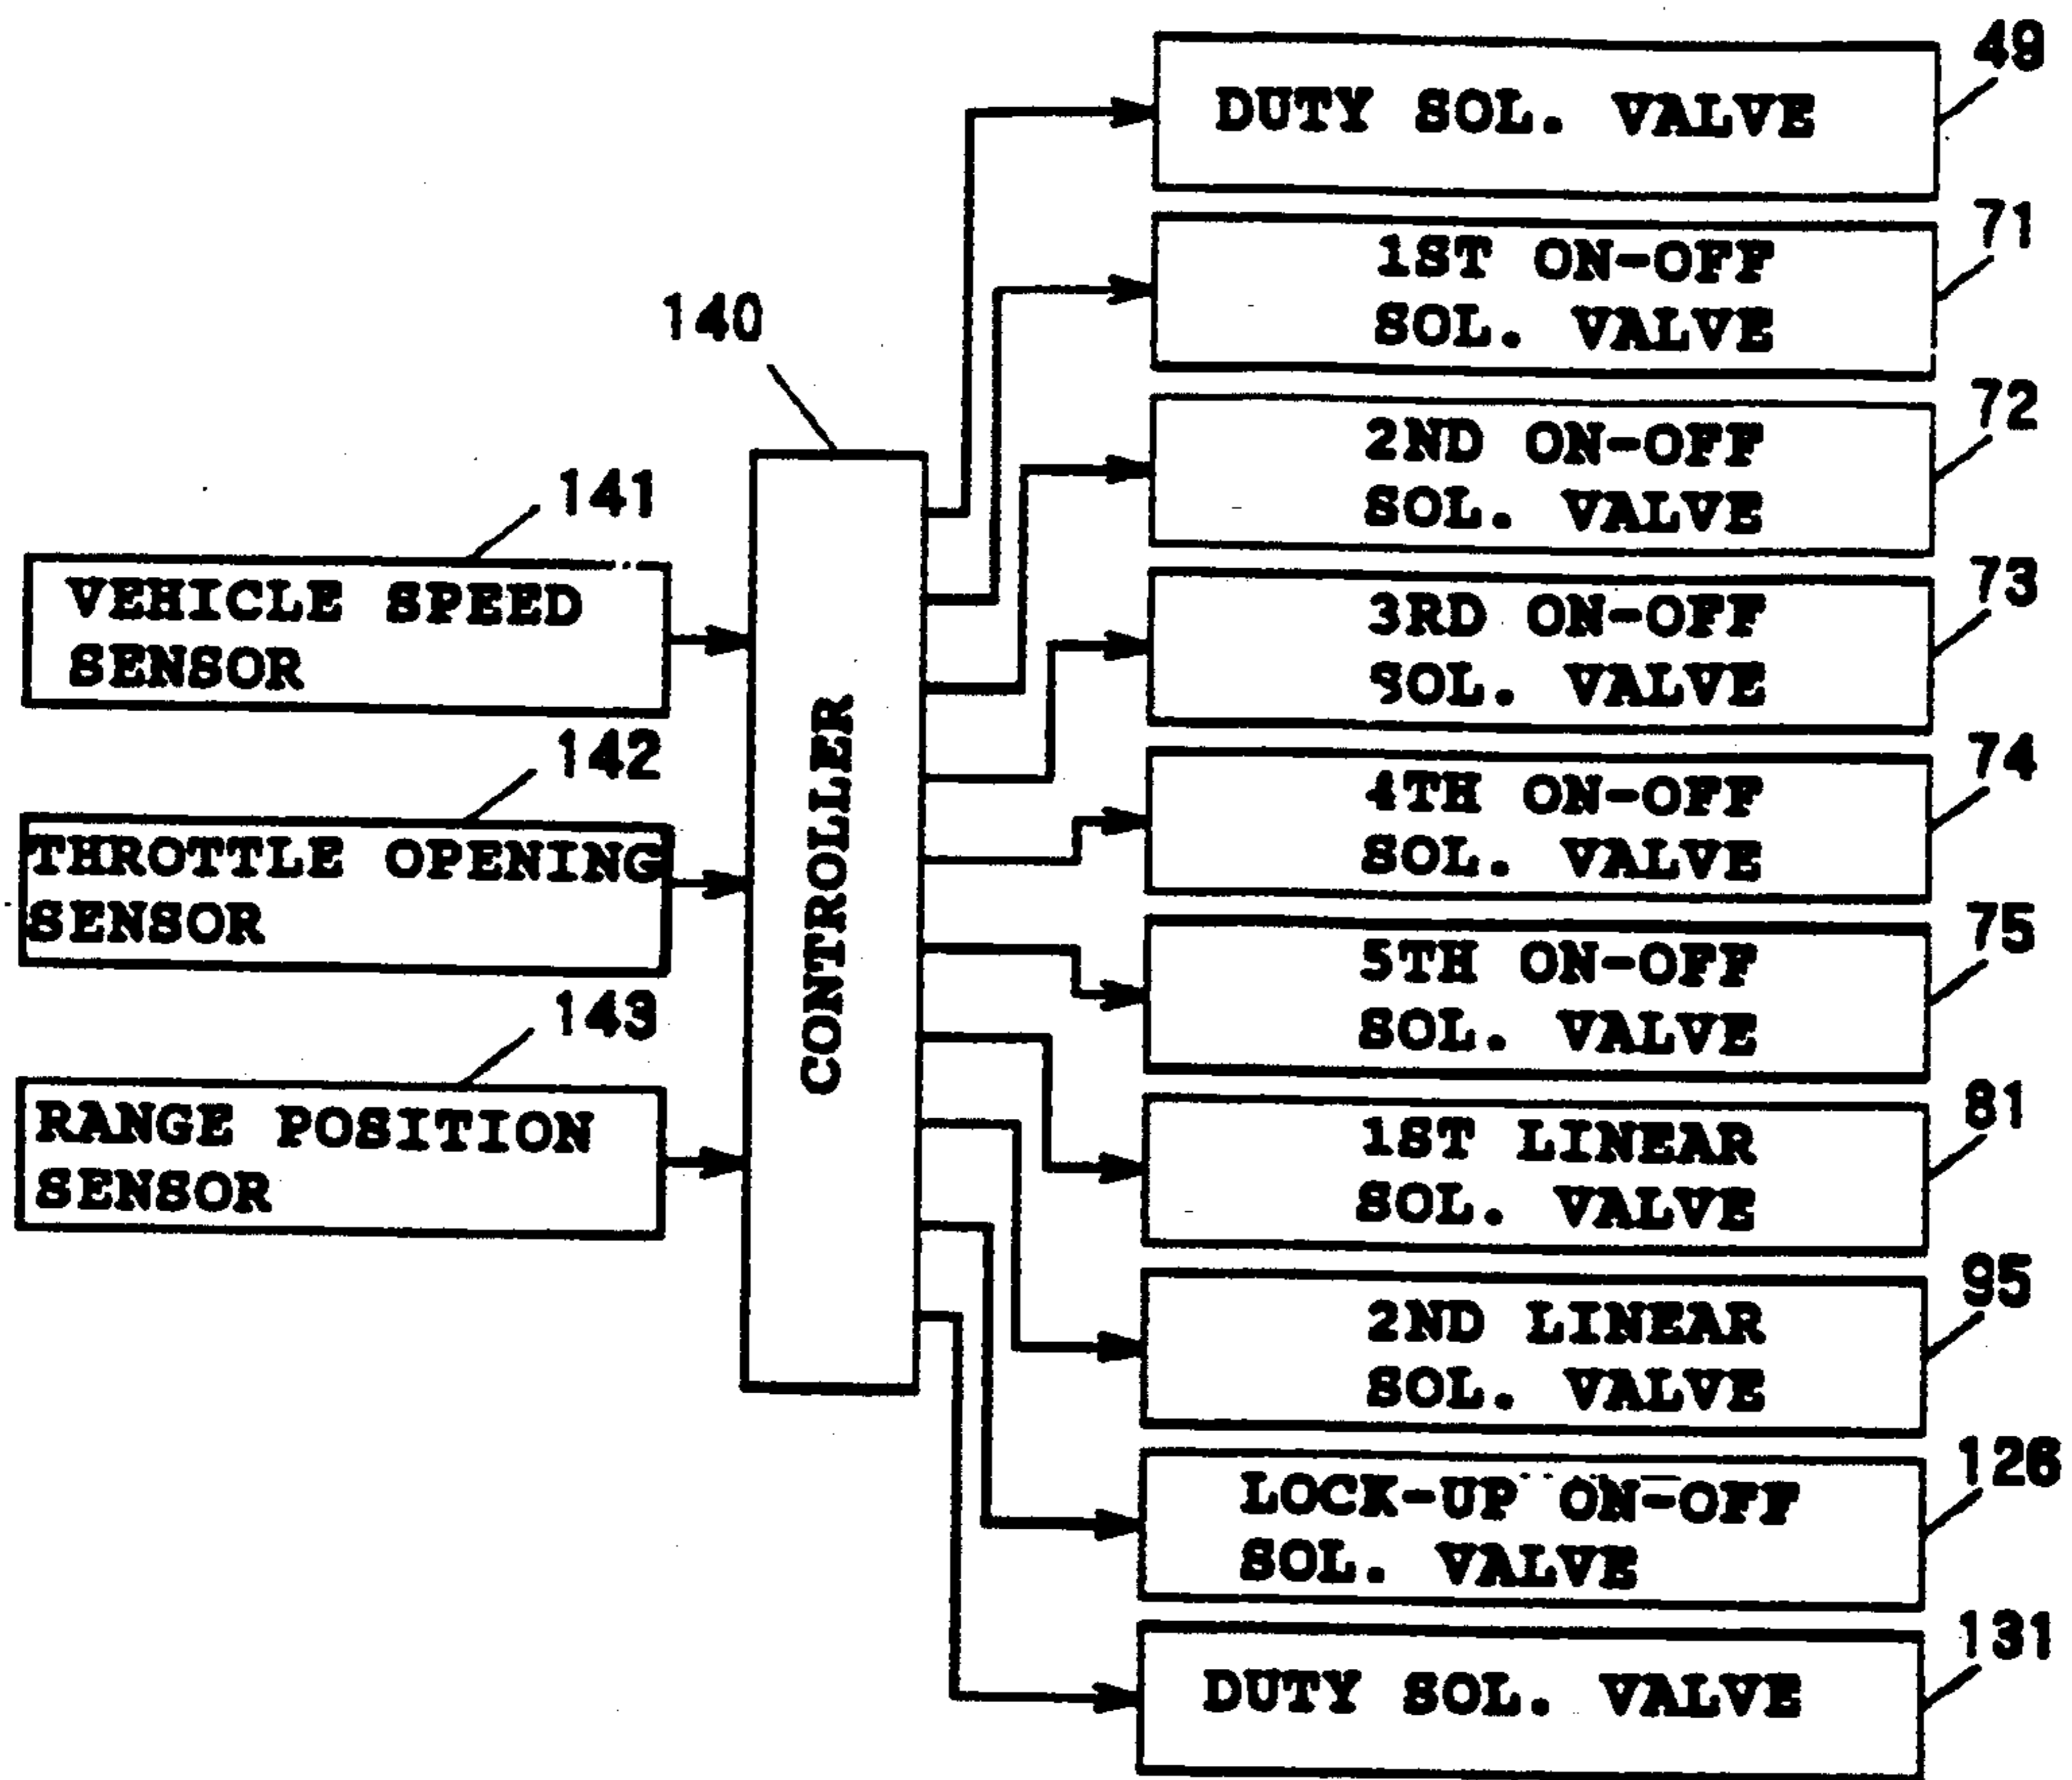 49
DUTY SOL. VALVE
71
1ST ON-OFF
SOL. VALVE
140
72
2ND ON-OFF
SOL. VALVE
141
VEHICLE SPEED
SENSOR
73
3RD ON-OFF
SOL. VALVE
142
THROTTLE OPENING
SENSOR
CONTROLLER
74
4TH ON-OFF
SOL. VALVE
75
5TH ON-OFF
SOL. VALVE
143
RANGE POSITION
SENSOR
81
1ST LINEAR
SOL. VALVE
95
2ND LINEAR
SOL. VALVE
126
LOCK-UP ON-OFF
SOL. VALVE
131
DUTY SOL. VALVE